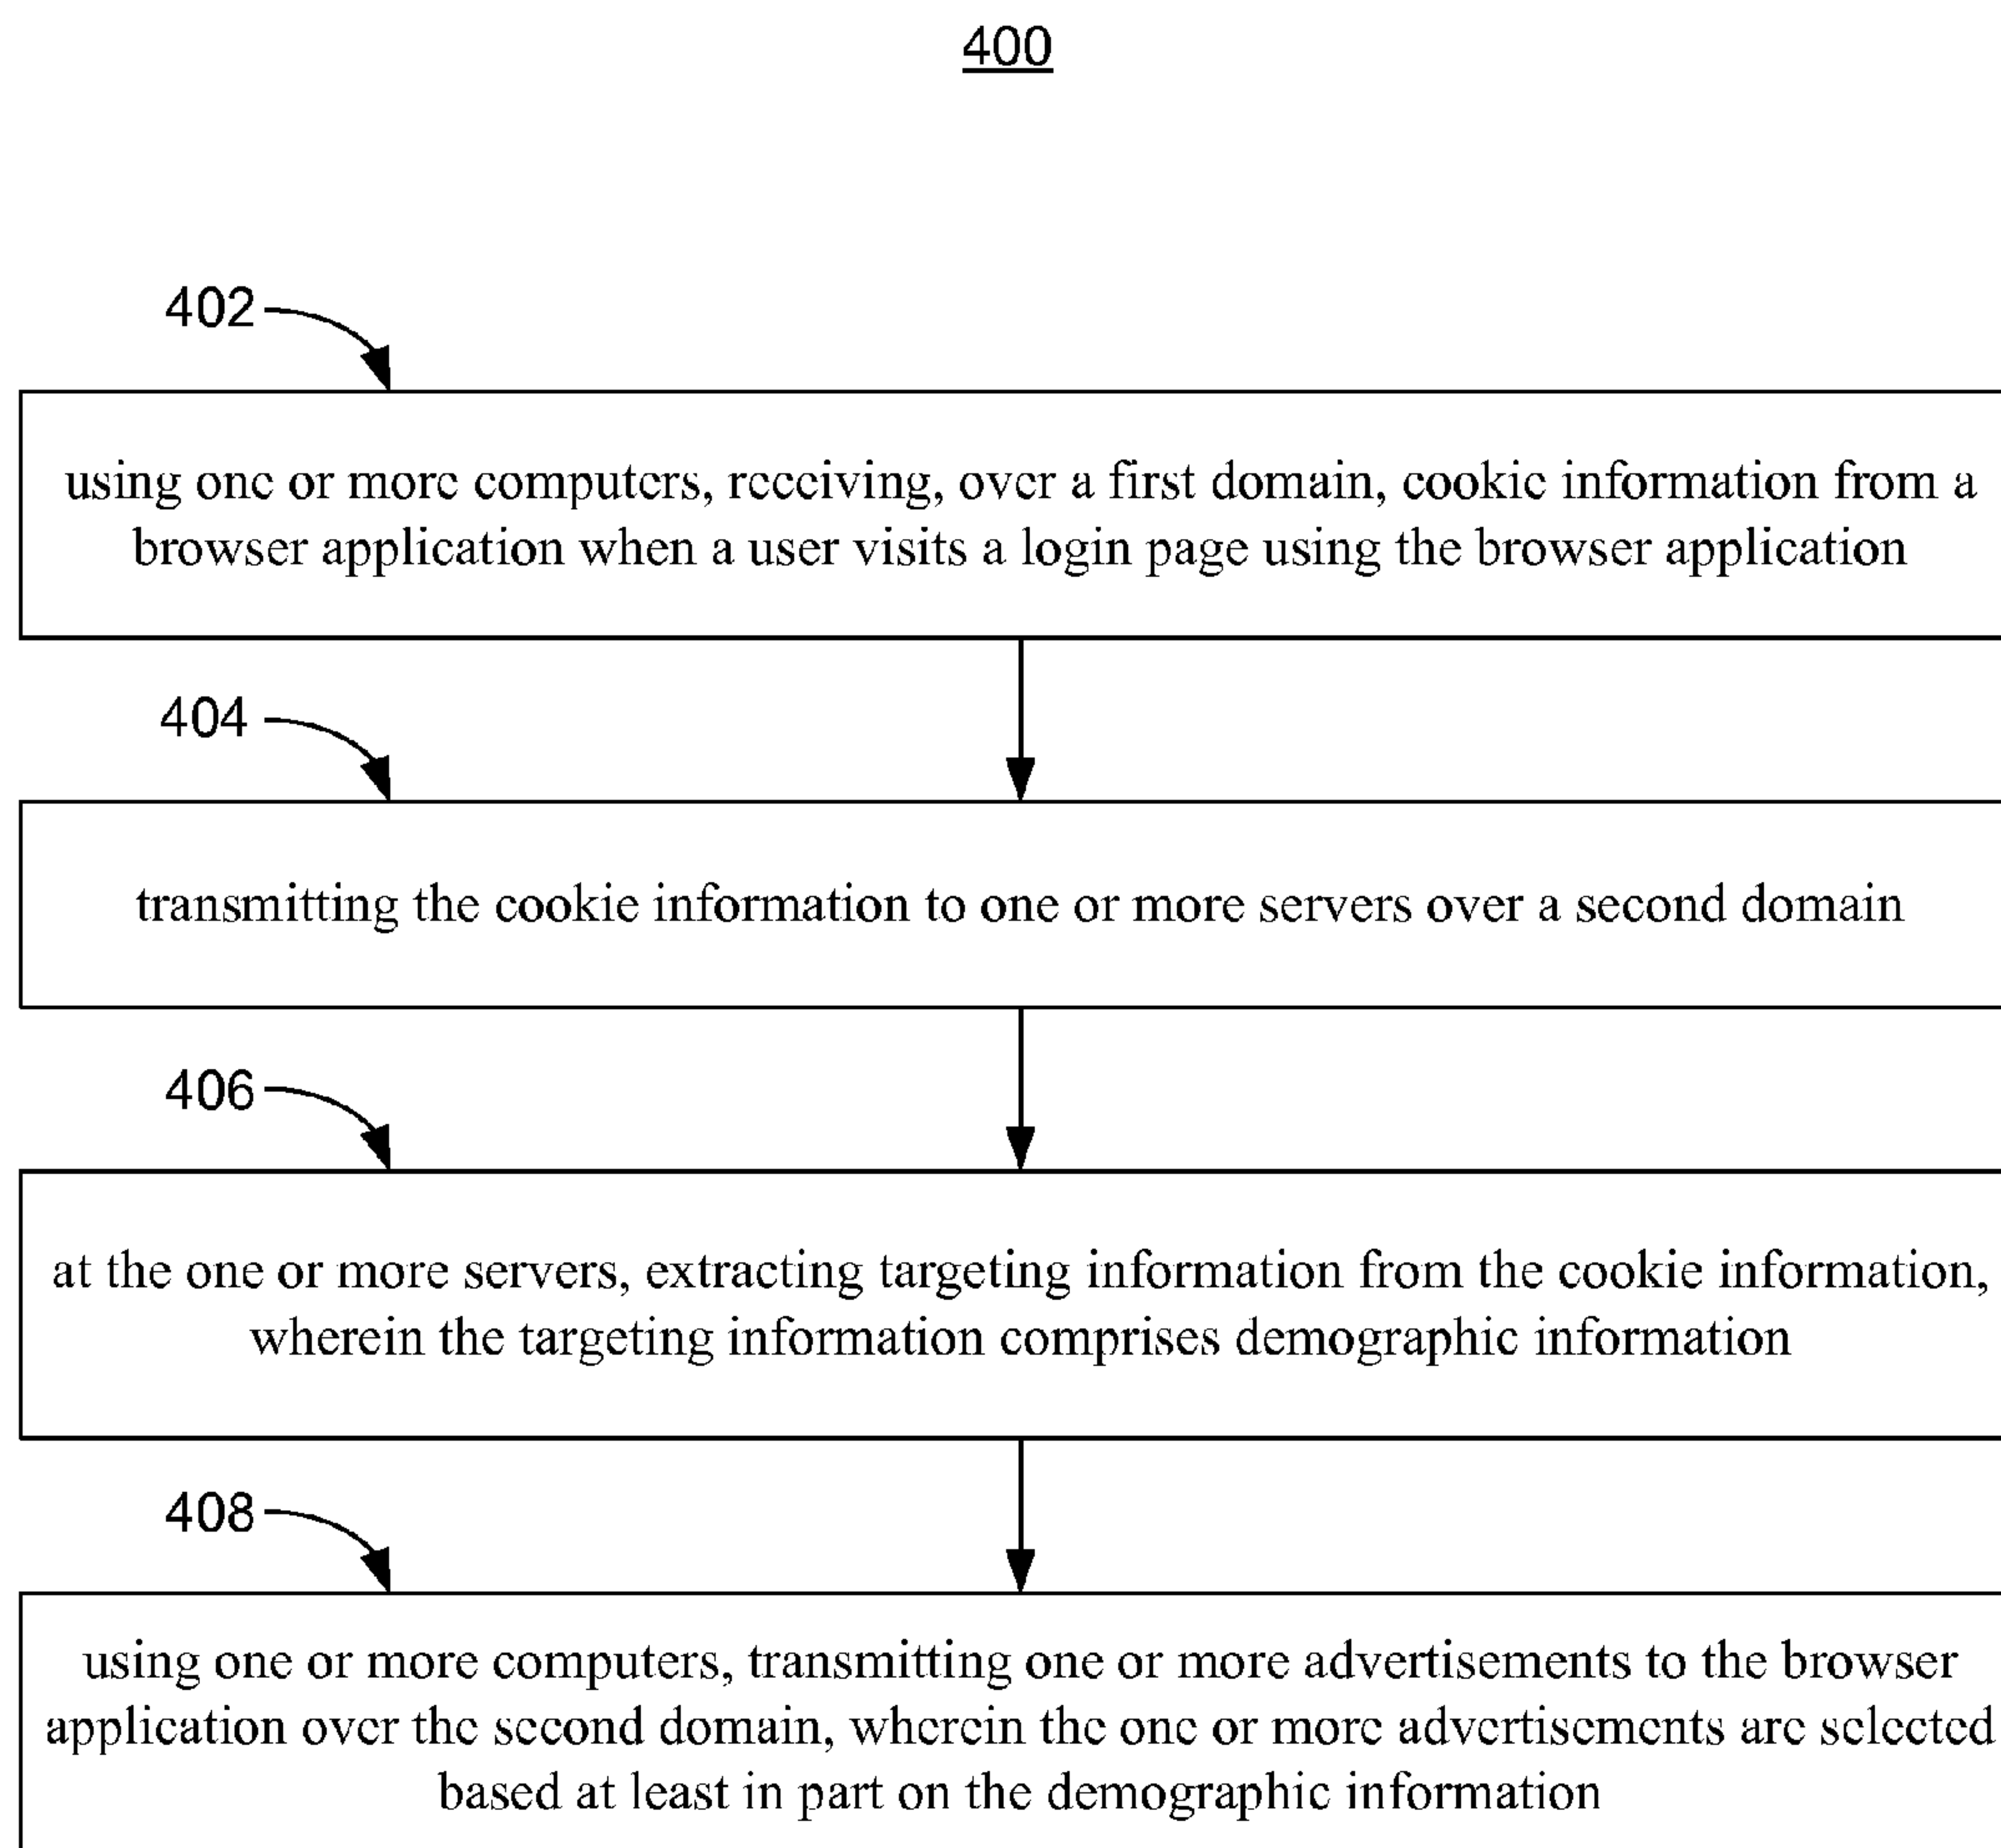 400
402
using one or more computers, receiving, over a first domain, cookie information from a
browser application when a user visits a login page using the browser application
404
transmitting the cookie information to one or more servers over a second domain
406
at the one or more servers, extracting targeting information from the cookie information,
wherein the targeting information comprises demographic information
408
using one or more computers, transmitting one or more advertisements to the browser
application over the second domain, wherein the one or more advertisements are selected
based at least in part on the demographic information